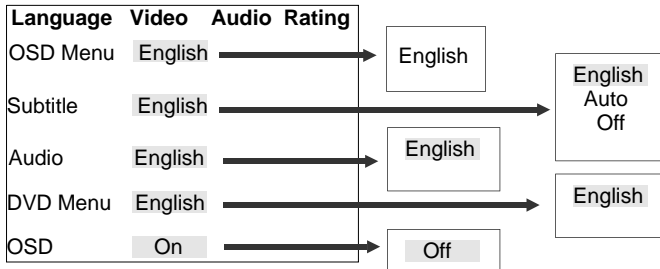 Language Video Audio Rating
OSD Menu English English
Subtitle English English
Auto
Off
Audio English English
DVD Menu English English
OSD On Off